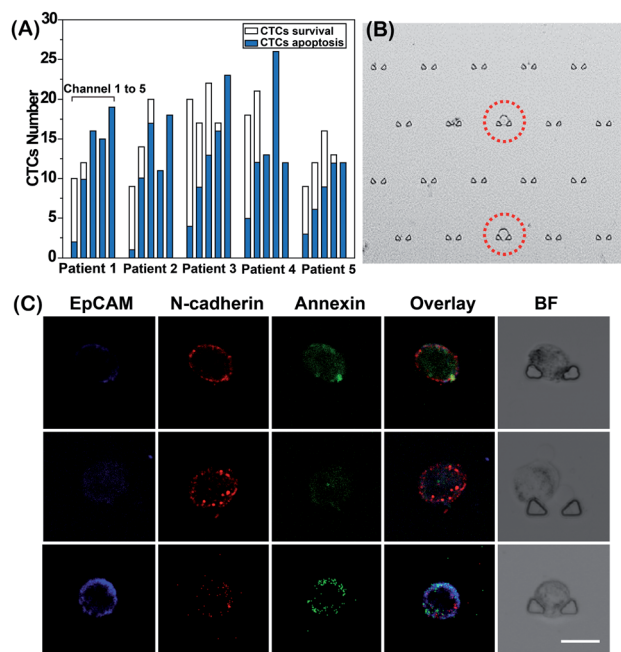 (A)
30
25
20
15
10
5
0
CTCs Number
CTCs survival
CTCs apoptosis
Channel 1 to 5
Patient 1 Patient 2 Patient 3 Patient 4 Patient 5
(B)
(C)
EpCAM N-cadherin Annexin Overlay BF